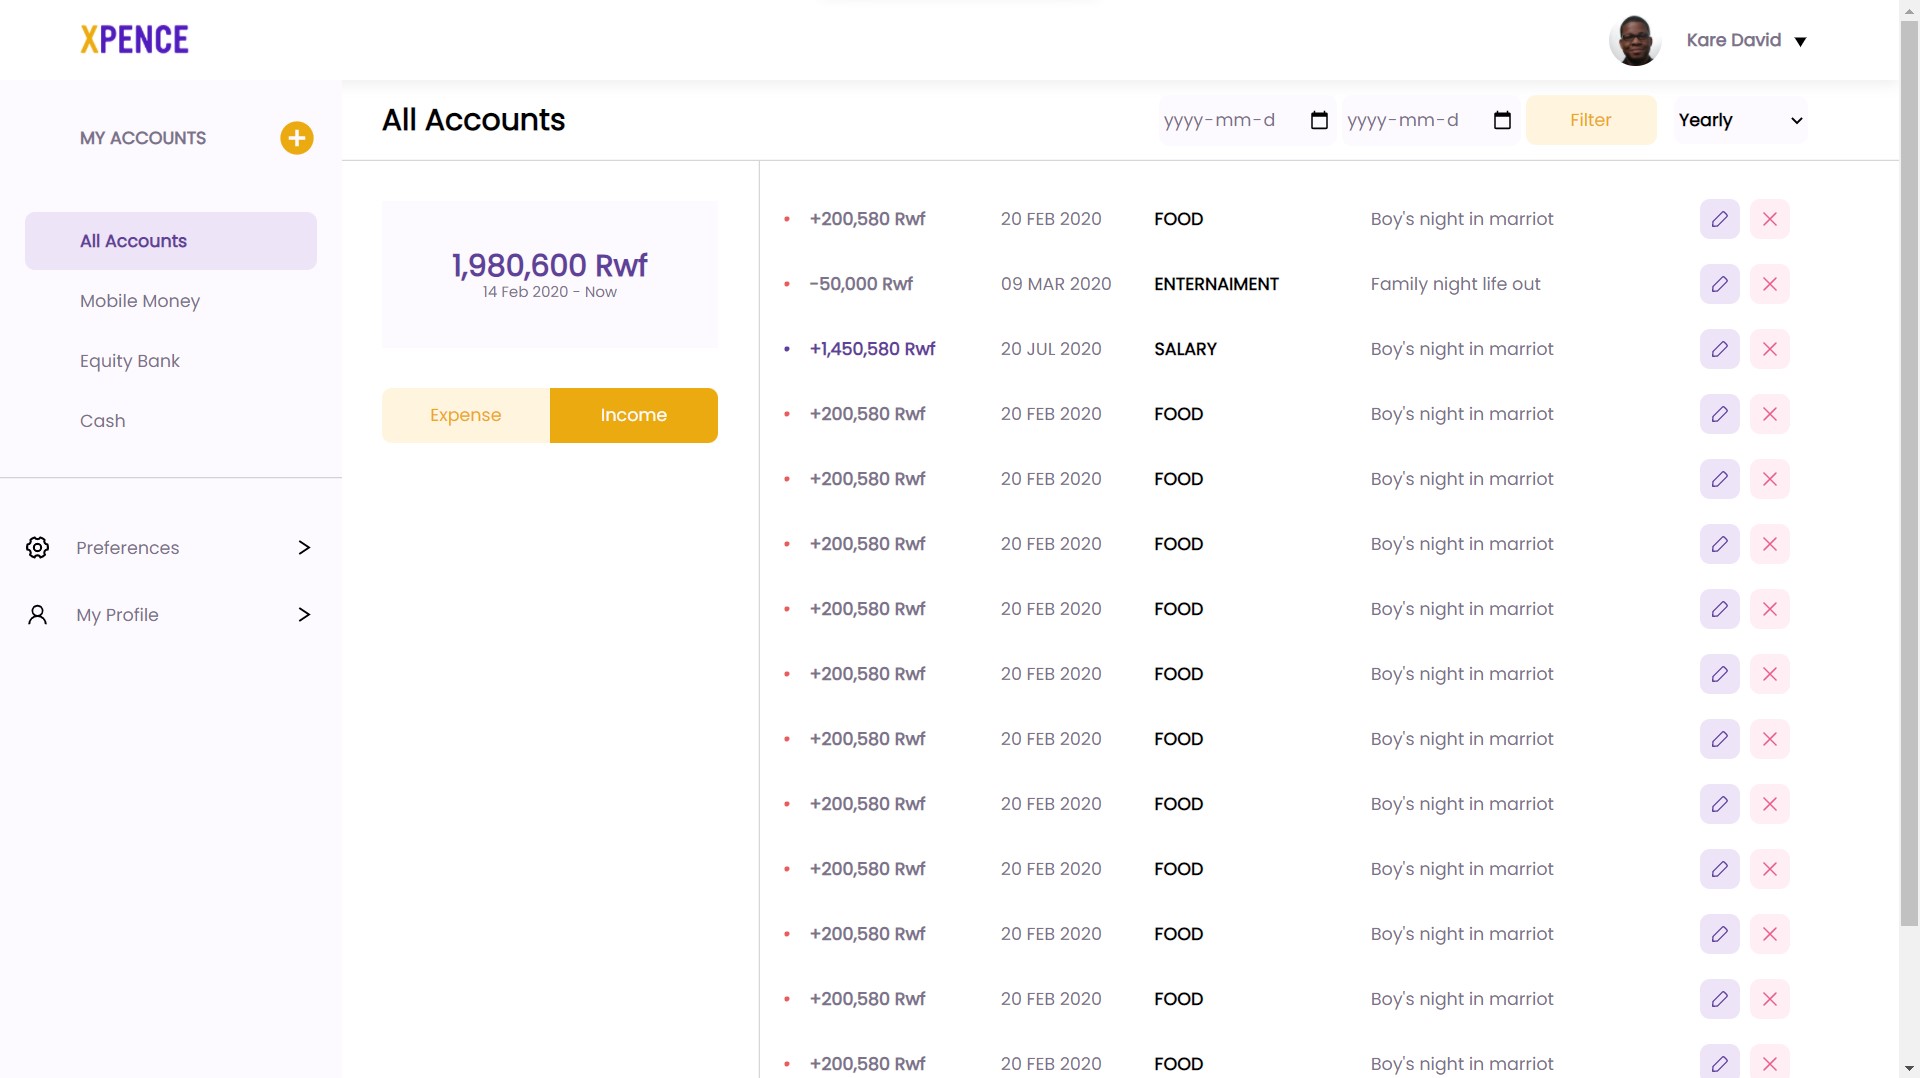 XPENCE
Kare David
MY ACCOUNTS
All Accounts
Mobile Money
Equity Bank
Cash
Preferences
My Profile
All Accounts
yyyy-mm-d yyyy-mm-d Filter Yearly
1,980,600 Rwf
14 Feb 2020 - Now
Expense Income
+200,580 Rwf 20 FEB 2020 FOOD Boy's night in marriot
-50,000 Rwf 09 MAR 2020 ENTERNAIMENT Family night life out
+1,450,580 Rwf 20 JUL 2020 SALARY Boy's night in marriot
+200,580 Rwf 20 FEB 2020 FOOD Boy's night in marriot
+200,580 Rwf 20 FEB 2020 FOOD Boy's night in marriot
+200,580 Rwf 20 FEB 2020 FOOD Boy's night in marriot
+200,580 Rwf 20 FEB 2020 FOOD Boy's night in marriot
+200,580 Rwf 20 FEB 2020 FOOD Boy's night in marriot
+200,580 Rwf 20 FEB 2020 FOOD Boy's night in marriot
+200,580 Rwf 20 FEB 2020 FOOD Boy's night in marriot
+200,580 Rwf 20 FEB 2020 FOOD Boy's night in marriot
+200,580 Rwf 20 FEB 2020 FOOD Boy's night in marriot
+200,580 Rwf 20 FEB 2020 FOOD Boy's night in marriot
+200,580 Rwf 20 FEB 2020 FOOD Boy's night in marriot